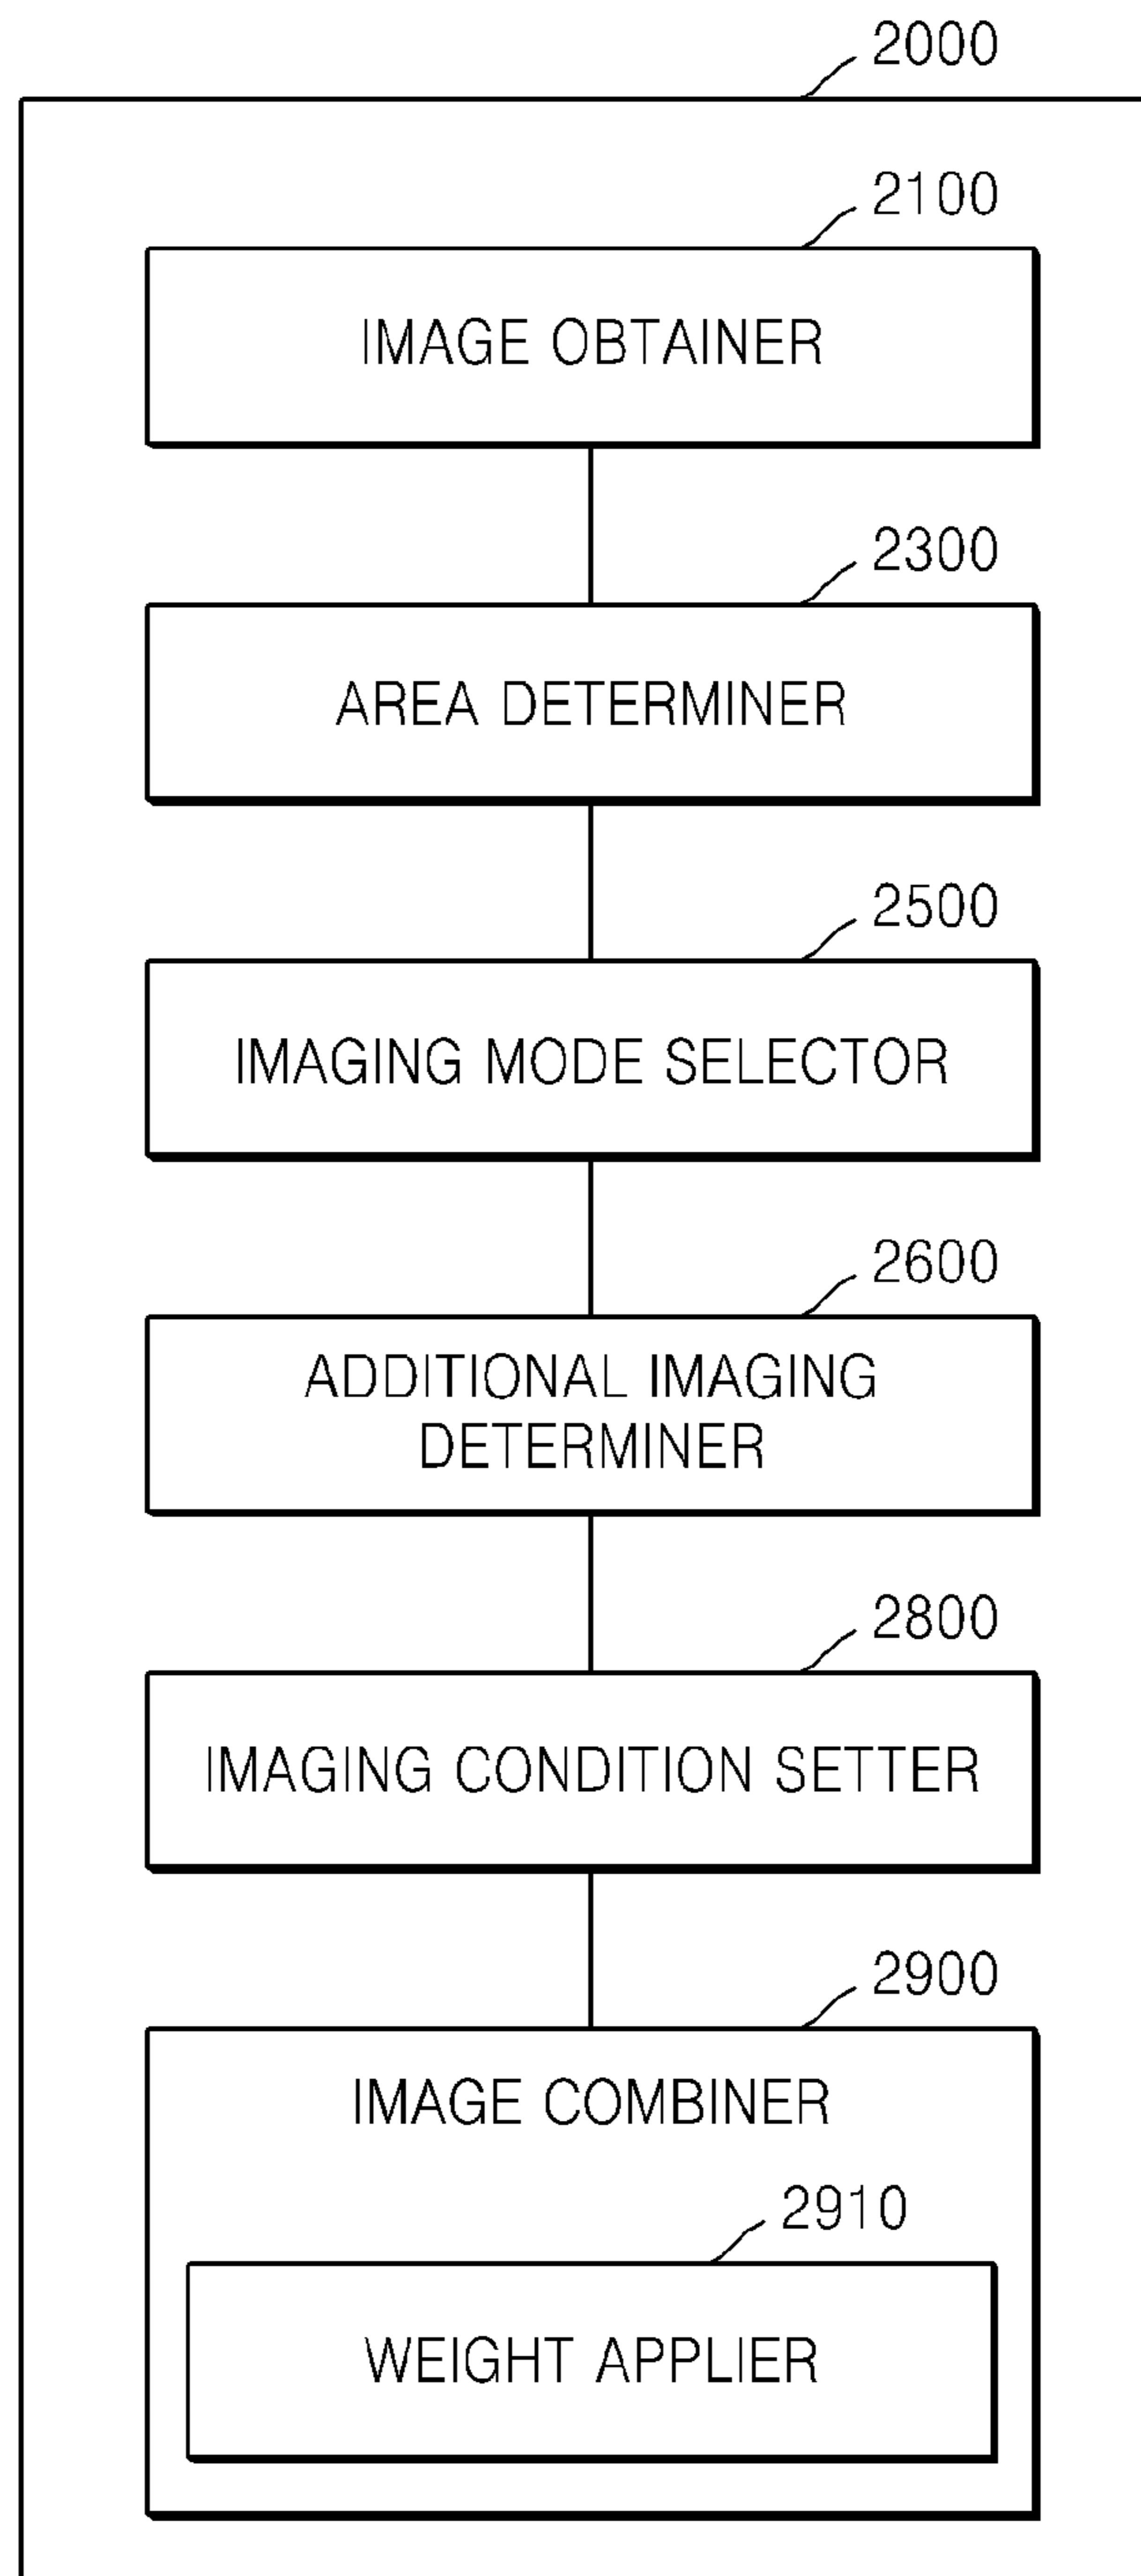 2000
2100
IMAGE OBTAINER
2300
AREA DETERMINER
2500
IMAGING MODE SELECTOR
2600
ADDITIONAL IMAGING
DETERMINER
2800
IMAGING CONDITION SETTER
2900
IMAGE COMBINER
2910
WEIGHT APPLIER